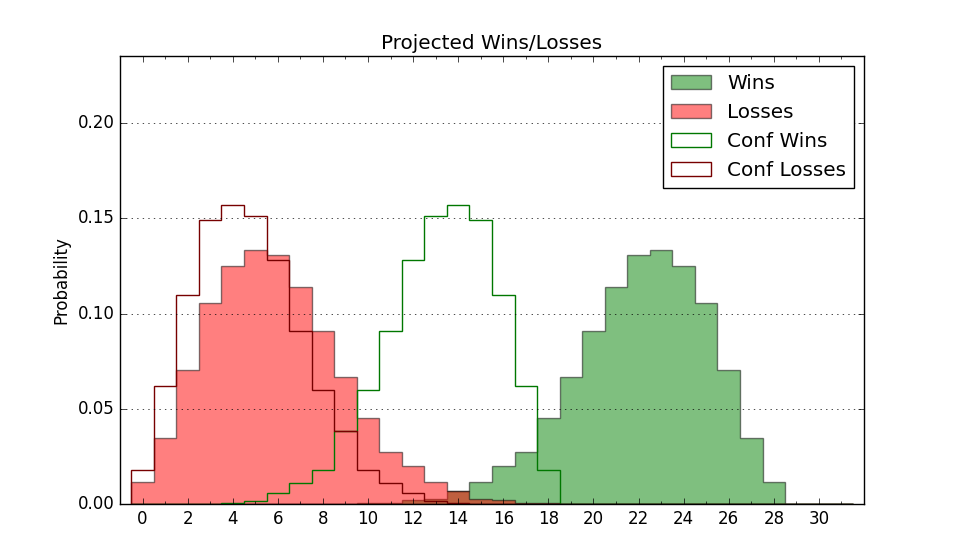 Projected Wins/Losses
Wins
Losses
Conf Wins
Conf Losses
Probability
0.20
0.15
0.10
0.05
0.00
0 2 4 6 8 10 12 14 16 18 20 22 24 26 28 30